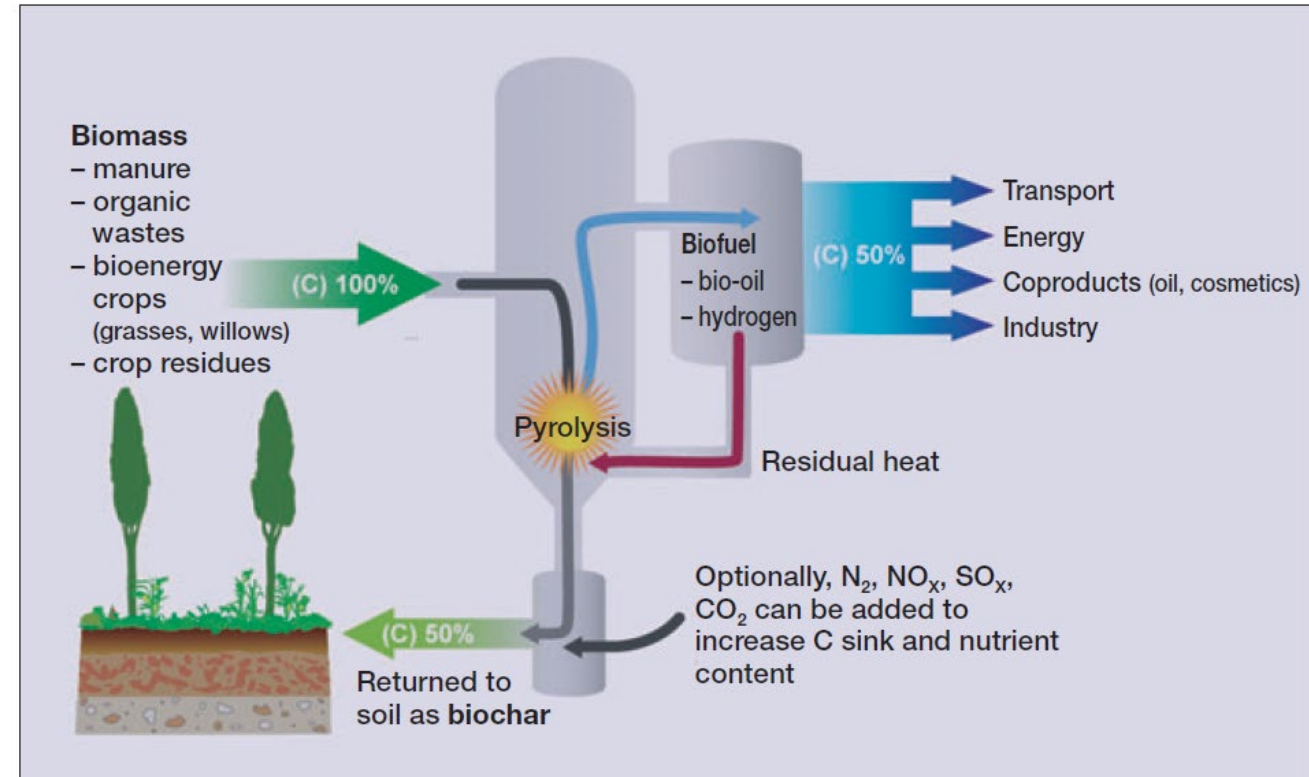 Biomass
– manure
– organic
wastes
– bioenergy
crops
(grasses, willows)
– crop residues
(C) 100%
Pyrolysis
Biofuel
– bio-oil
– hydrogen
(C) 50%
Transport
Energy
Coproducts (oil, cosmetics)
Industry
Residual heat
Optionally, N₂, NOₓ, SOₓ,
CO₂ can be added to
increase C sink and nutrient
content
(C) 50%
Returned to
soil as biochar